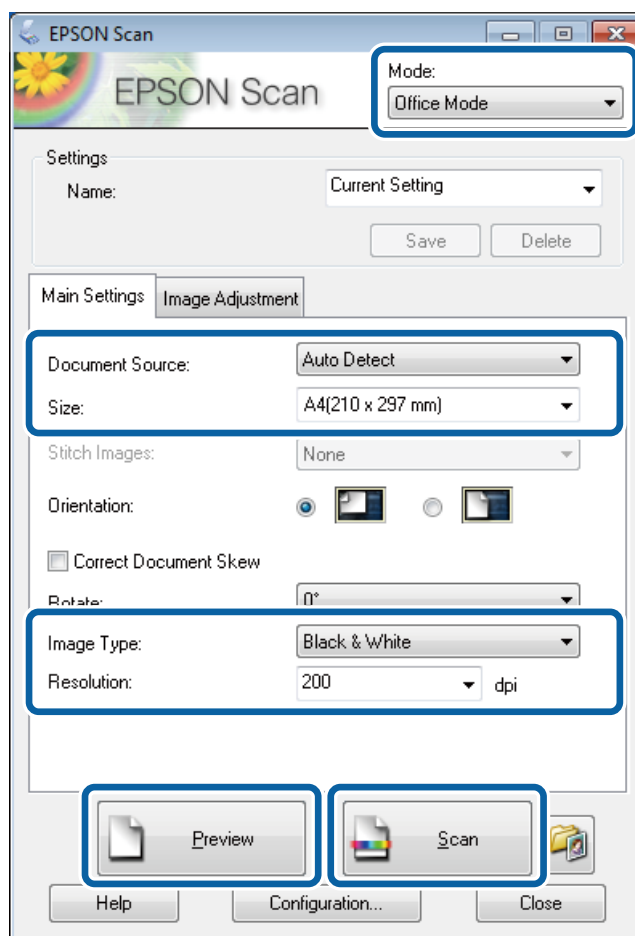 EPSON Scan
EPSON Scan
Mode:
Office Mode
Settings
Name: Current Setting
Save Delete
Main Settings Image Adjustment
Document Source: Auto Detect
Size: A4(210 x 297 mm)
Stitch Images: None
Orientation:
Correct Document Skew
Rotate: 0°
Image Type: Black & White
Resolution: 200 dpi
Preview Scan
Help Configuration... Close